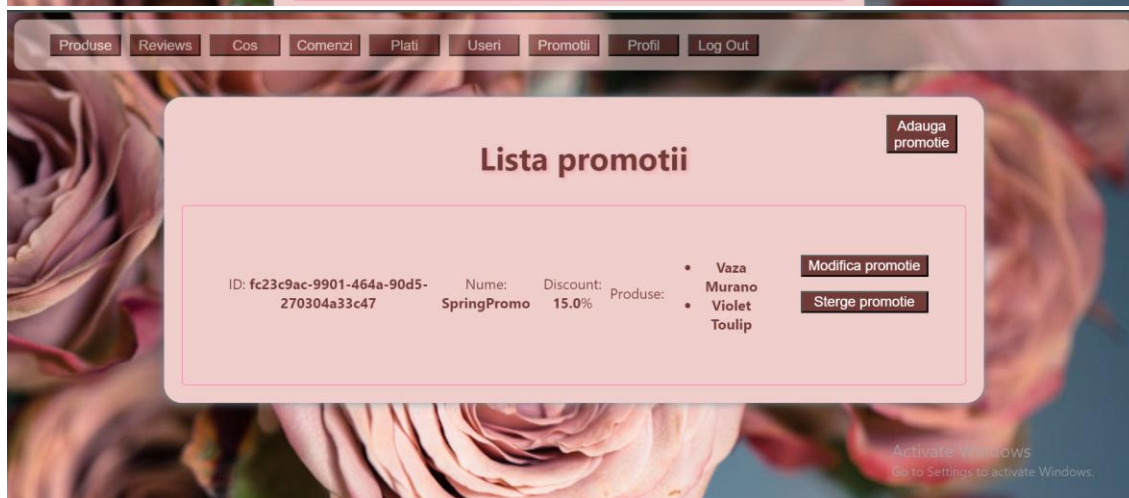 Produse Reviews Cos Comenzi Plati Useri Promotii Profil Log Out
Adauga
promotie
Lista promotii
ID: fc23c9ac-9901-464a-90d5-
270304a33c47
Nume:
SpringPromo
Discount:
15.0%
Produse:
• Vaza
Murano
• Violet
Toulip
Modifica promotie
Sterge promotie
Activate Windows
Go to Settings to activate Windows.